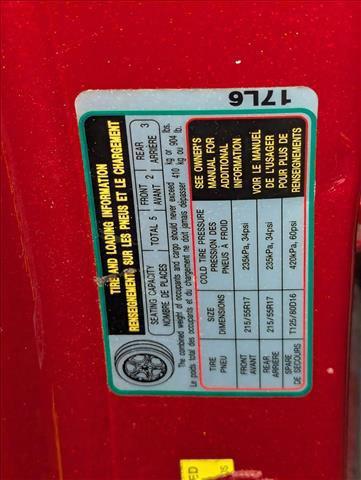 17L6
TIRE AND LOADING INFORMATION
RENSEIGNEMENTS SUR LES PNEUS ET LE CHARGEMENT
SEATING CAPACITY
NOMBRE DE PLACES
TOTAL 5
FRONT
AVANT 2
REAR
ARRIÈRE 3
The combined weight of occupants and cargo should never exceed 410 kg or 904 lbs.
Le poids total des occupants et du chargement ne doit jamais dépasser 410 kg ou 904 lb.
TIRE
PNEU
SIZE
DIMENSIONS
COLD TIRE PRESSURE
PRESSION DES
PNEUS À FROID
FRONT
AVANT
215/55R17
235kPa, 34psi
REAR
ARRIÈRE
215/55R17
235kPa, 34psi
SPARE
DE SECOURS
T125/80D16
420kPa, 60psi
SEE OWNER'S
MANUAL FOR
ADDITIONAL
INFORMATION
VOIR LE MANUEL
DE L'USAGER
POUR PLUS DE
RENSEIGNEMENTS